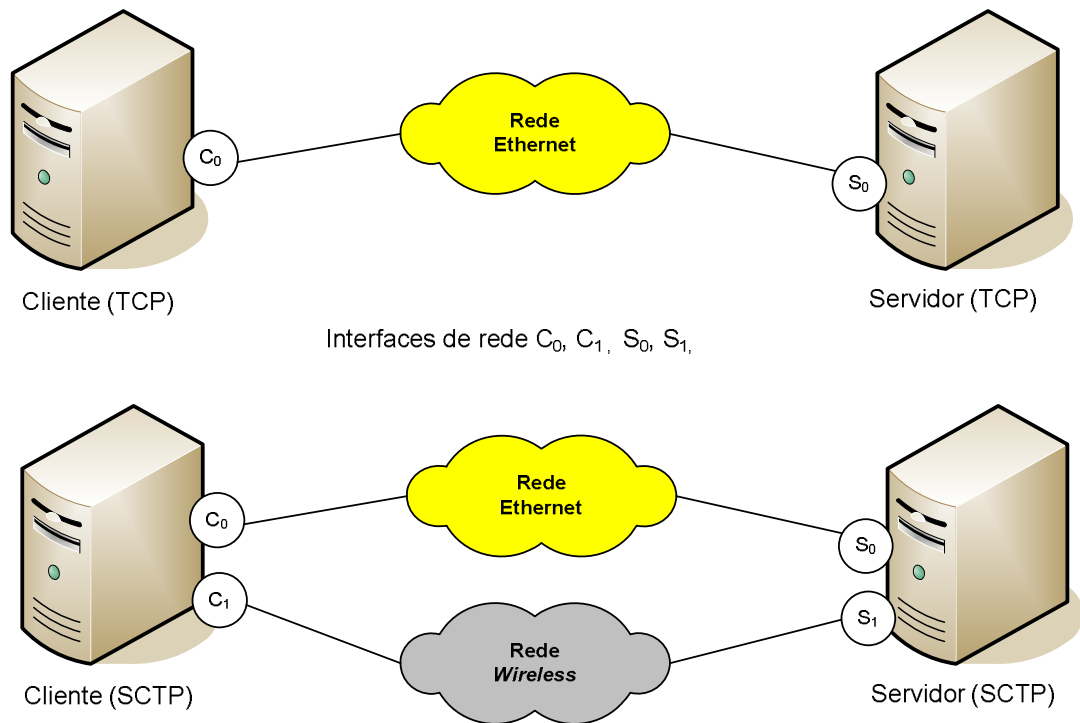 Rede
Ethernet
C₀
S₀
Cliente (TCP)
Servidor (TCP)
Interfaces de rede C₀, C₁ , S₀, S₁,
Rede
Ethernet
C₀
S₀
C₁
S₁
Rede
Wireless
Cliente (SCTP)
Servidor (SCTP)